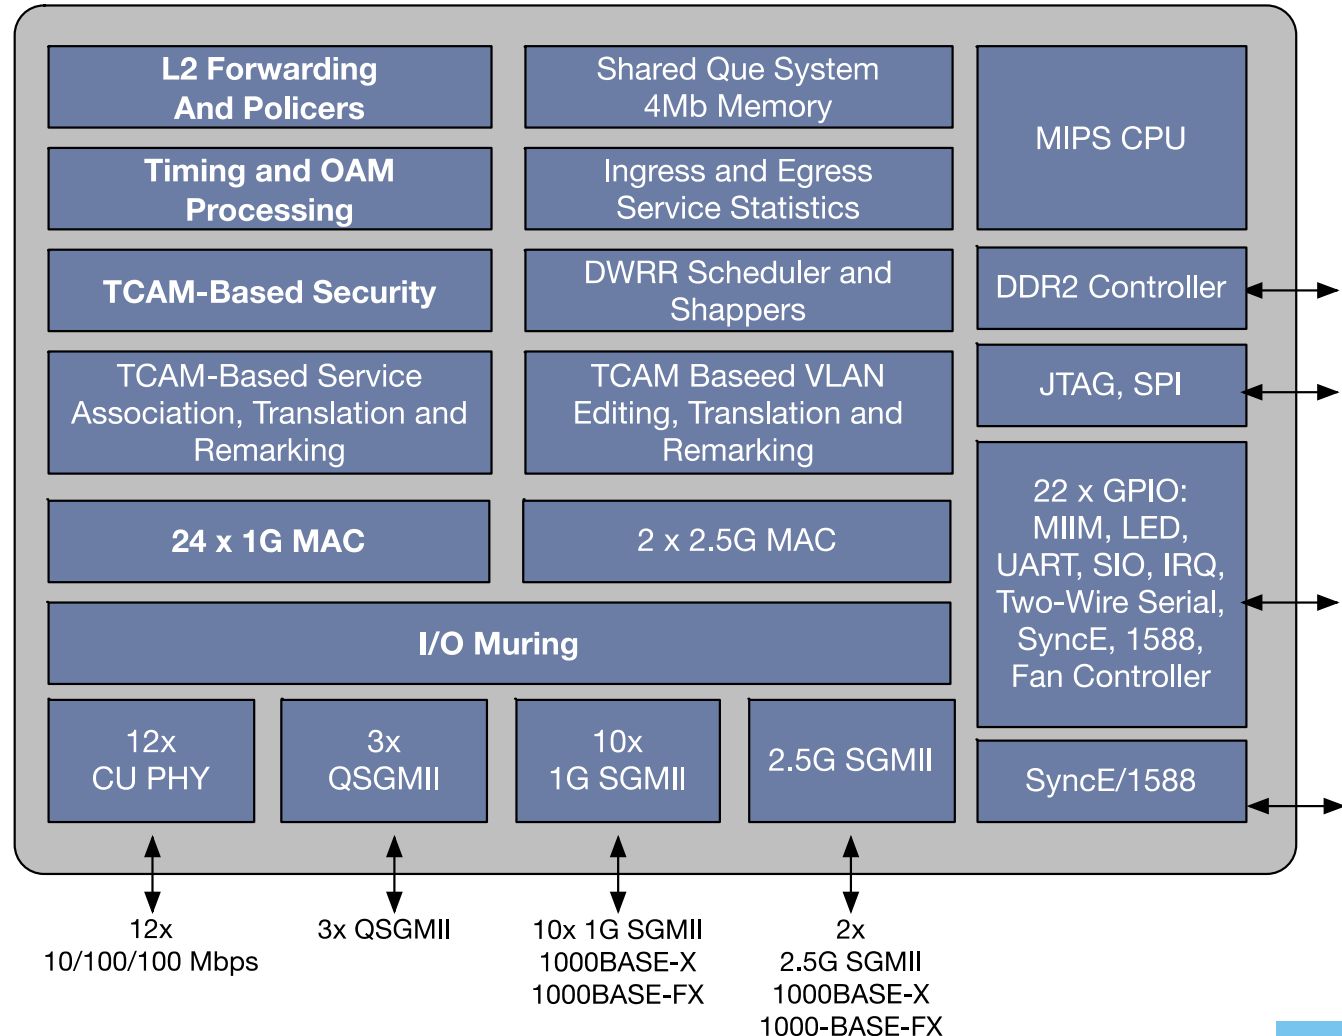 L2 Forwarding
And Policers
Shared Que System
4Mb Memory
MIPS CPU
Timing and OAM
Processing
Ingress and Egress
Service Statistics
TCAM-Based Security
DWRR Scheduler and
Shappers
DDR2 Controller
TCAM-Based Service
Association, Translation and
Remarking
TCAM Baseed VLAN
Editing, Translation and
Remarking
JTAG, SPI
24 x 1G MAC
2 x 2.5G MAC
22 x GPIO:
MIIM, LED,
UART, SIO, IRQ,
Two-Wire Serial,
SyncE, 1588,
Fan Controller
I/O Muring
12x
CU PHY
3x
QSGMII
10x
1G SGMII
2.5G SGMII
SyncE/1588
12x
10/100/100 Mbps
3x QSGMII
10x 1G SGMII
1000BASE-X
1000BASE-FX
2x
2.5G SGMII
1000BASE-X
1000-BASE-FX